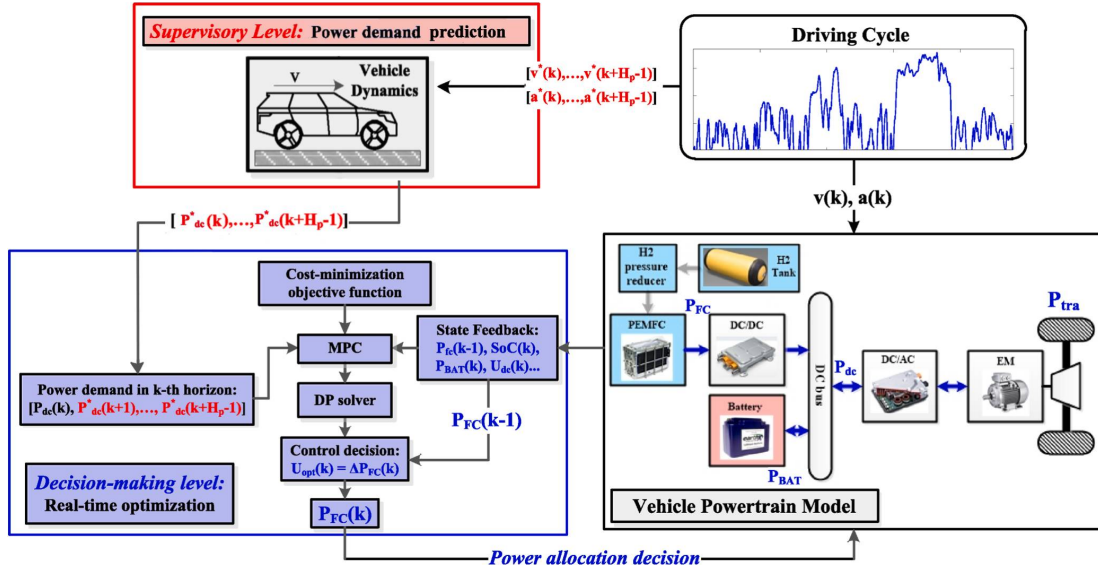 Supervisory Level: Power demand prediction
V
Vehicle
Dynamics
[v*(k),...,v*(k+Hp-1)]
[a*(k),...,a*(k+Hp-1)]
Driving Cycle
v(k), a(k)
[ P*dc(k),...,P*dc(k+Hp-1)]
Cost-minimization
objective function
MPC
State Feedback:
Pfc(k-1), SoC(k),
PBAT(k), Udc(k)...
Power demand in k-th horizon:
[Pdc(k), P*dc(k+1),..., P*dc(k+Hp-1)]
DP solver
PFC(k-1)
Control decision:
Uopt(k) = ΔPFC(k)
Decision-making level:
Real-time optimization
PFC(k)
Power allocation decision
H2
pressure
reducer
H2
Tank
PFC
PEMFC
DC/DC
DC bus
Pdc
DC/AC
EM
Ptra
Battery
PBAT
Vehicle Powertrain Model